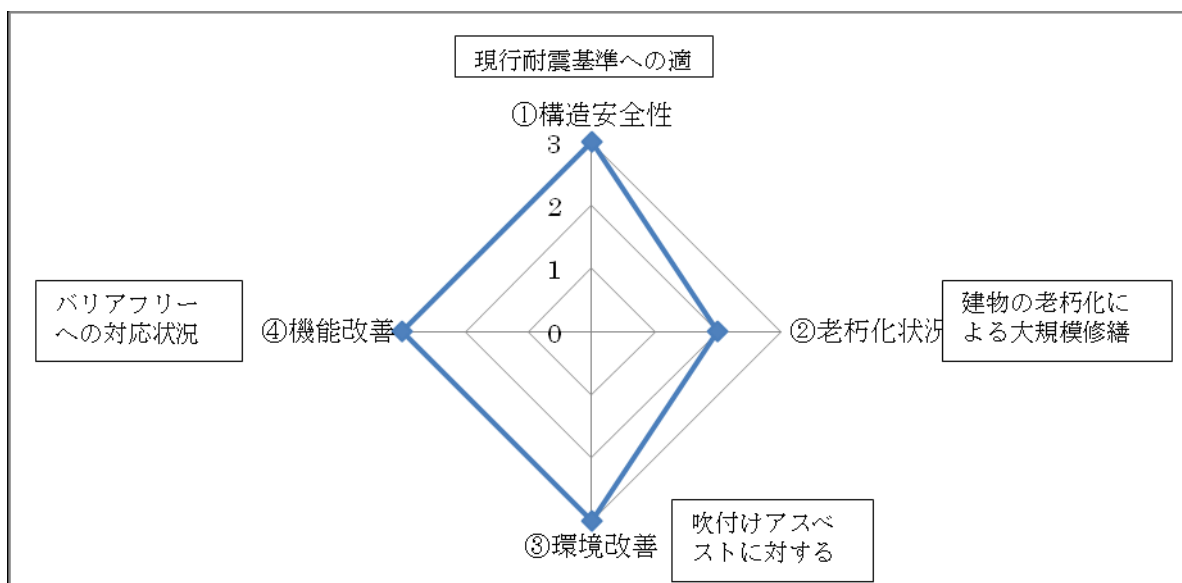 現行耐震基準への適
①構造安全性
3
2
1
0
バリアフリー
への対応状況
④機能改善
②老朽化状況
建物の老朽化に
よる大規模修繕
③環境改善
吹付けアスベ
ストに対する